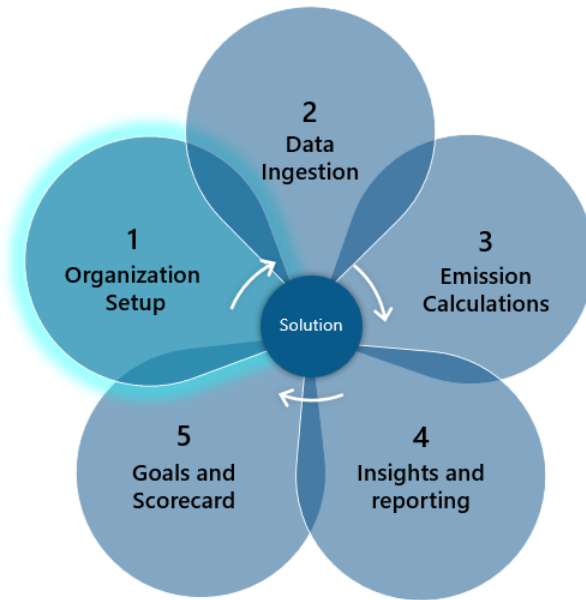 1
Organization
Setup
2
Data
Ingestion
3
Emission
Calculations
4
Insights and
reporting
5
Goals and
Scorecard
Solution